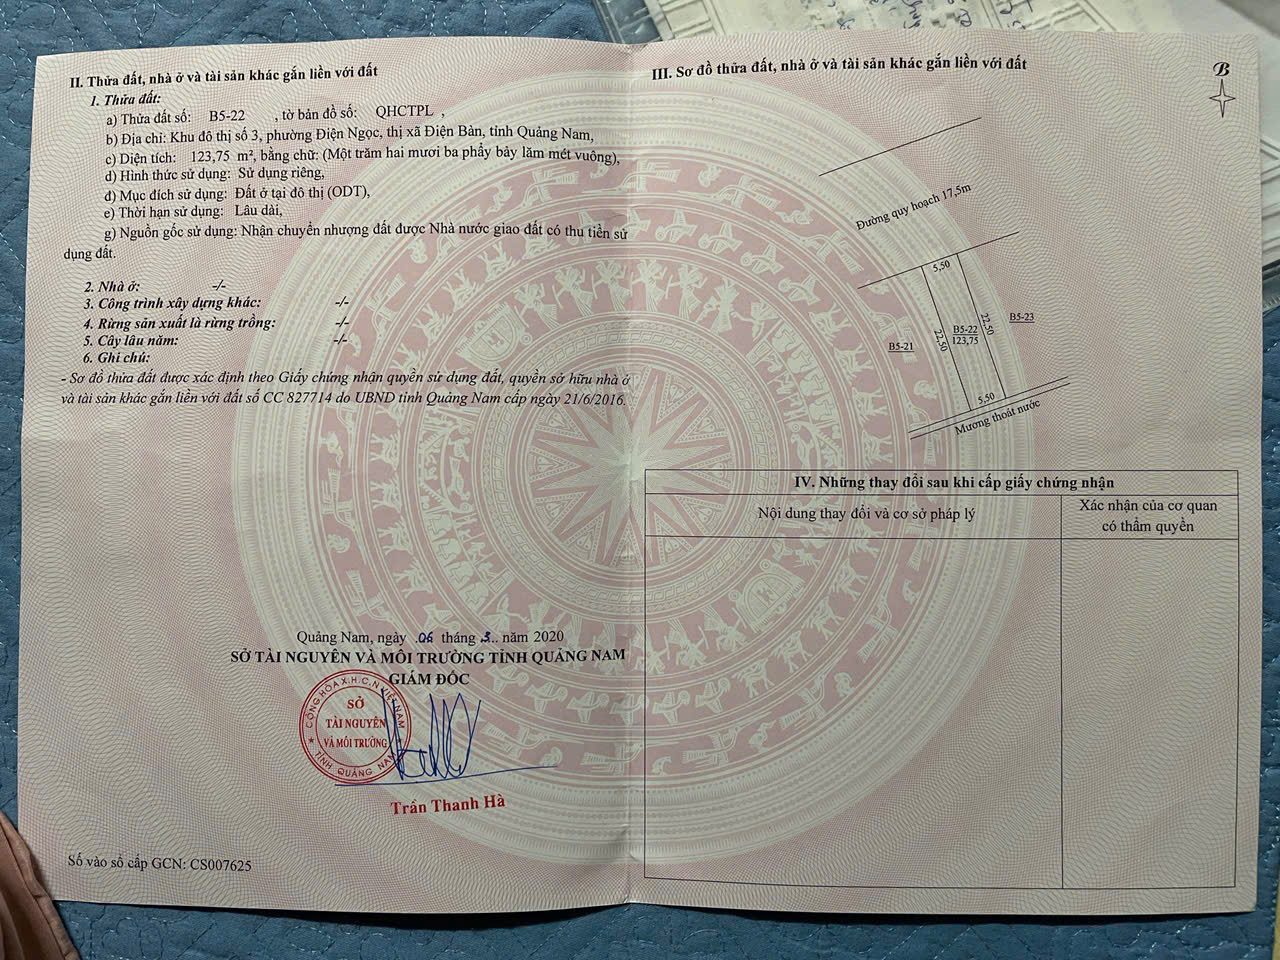 II. Thửa đất, nhà ở và tài sản khác gắn liền với đất
1. Thửa đất:
a) Thửa đất số: B5-22 , tờ bản đồ số: QHCTPL ,
b) Địa chỉ: Khu đô thị số 3, phường Điện Ngọc, thị xã Điện Bàn, tỉnh Quảng Nam,
c) Diện tích: 123,75 m², bằng chữ: (Một trăm hai mươi ba phẩy bảy lăm mét vuông),
d) Hình thức sử dụng: Sử dụng riêng,
đ) Mục đích sử dụng: Đất ở tại đô thị (ODT),
e) Thời hạn sử dụng: Lâu dài,
g) Nguồn gốc sử dụng: Nhận chuyển nhượng đất được Nhà nước giao đất có thu tiền sử
dụng đất.
2. Nhà ở: -/-
3. Công trình xây dựng khác: -/-
4. Rừng sản xuất là rừng trồng: -/-
5. Cây lâu năm: -/-
6. Ghi chú:
- Sơ đồ thửa đất được xác định theo Giấy chứng nhận quyền sử dụng đất, quyền sở hữu nhà ở
và tài sản khác gắn liền với đất số CC 827714 do UBND tỉnh Quảng Nam cấp ngày 21/6/2016.
Quảng Nam, ngày 06 tháng 3 năm 2020
SỞ TÀI NGUYÊN VÀ MÔI TRƯỜNG TỈNH QUẢNG NAM
GIÁM ĐỐC
CỘNG HÒA X.H.C.N VIỆT NAM
SỞ
TÀI NGUYÊN
VÀ MÔI TRƯỜNG
TỈNH QUẢNG NAM
Trần Thanh Hà
Số vào sổ cấp GCN: CS007625
III. Sơ đồ thửa đất, nhà ở và tài sản khác gắn liền với đất
B
Đường quy hoạch 17,5m
5,50
B5-21
22,50
B5-22
123,75
22,50
B5-23
5,50
Mương thoát nước
IV. Những thay đổi sau khi cấp giấy chứng nhận
Nội dung thay đổi và cơ sở pháp lý
Xác nhận của cơ quan
có thẩm quyền